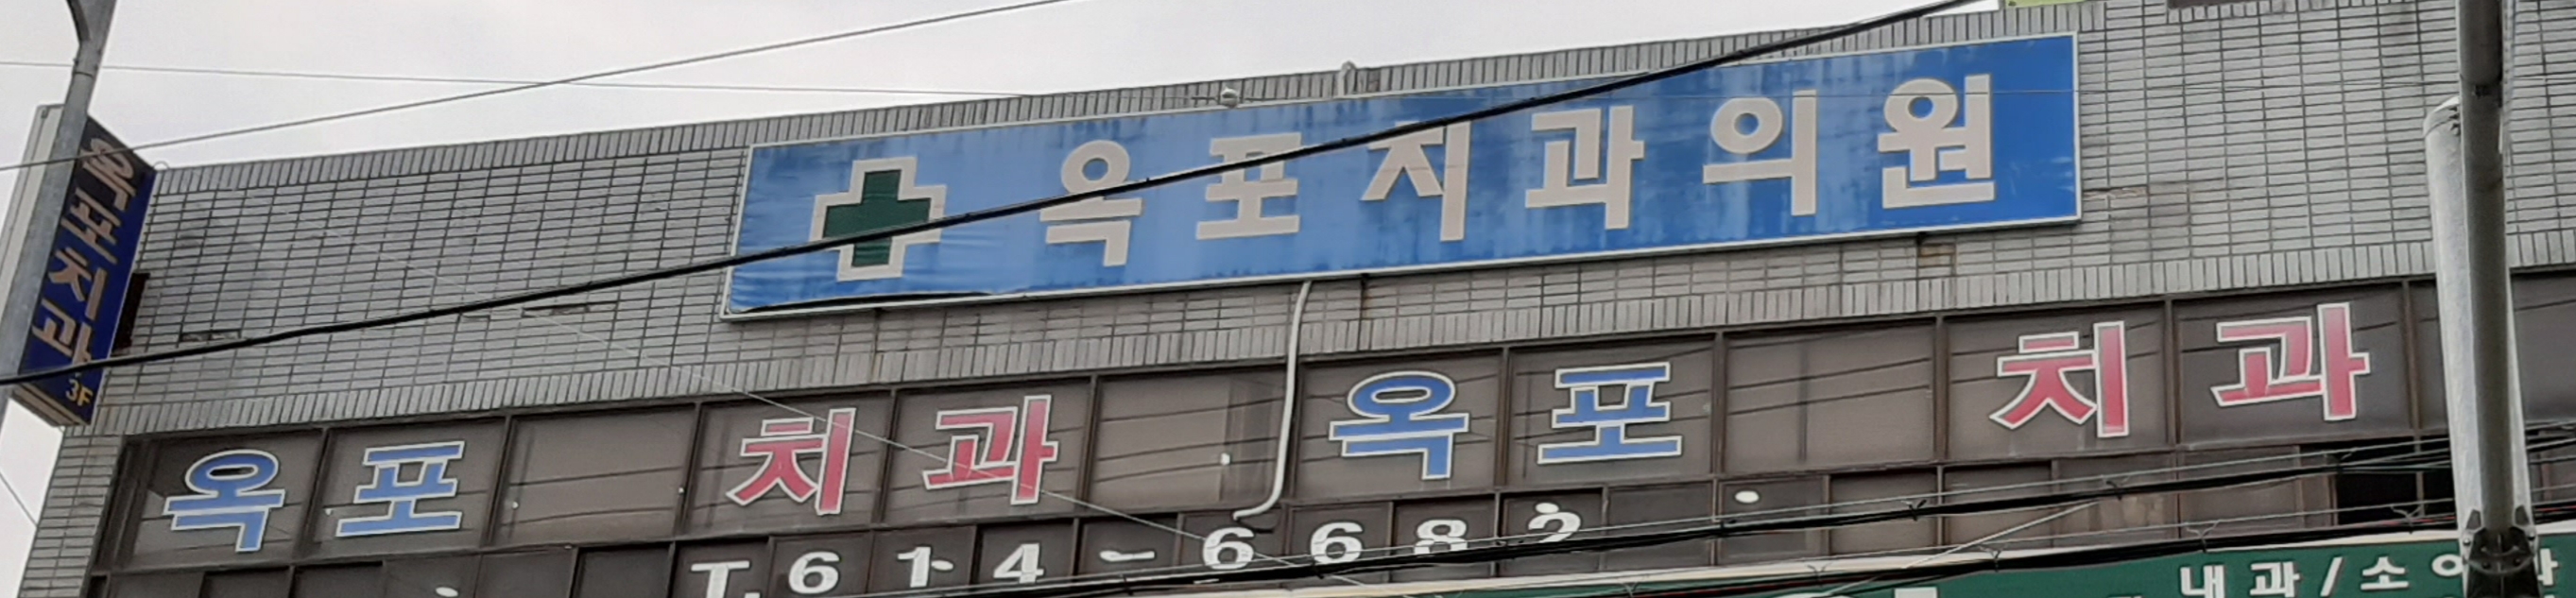 옥포치과의원
옥포치과
3F
옥포 치과 옥포 치과
T.614-6682
내과/소아과